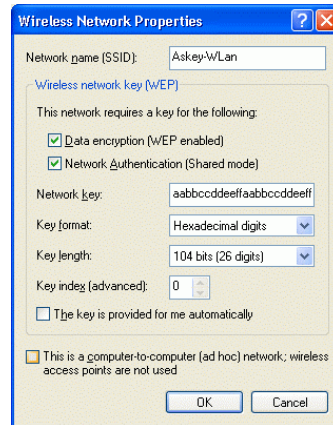 Wireless Network Properties
Network name (SSID): Askey-WLan
Wireless network key (WEP)
This network requires a key for the following:
Data encryption (WEP enabled)
Network Authentication (Shared mode)
Network key: aabbccddeeffaabbccddeeff
Key format: Hexadecimal digits
Key length: 104 bits (26 digits)
Key index (advanced): 0
The key is provided for me automatically
This is a computer-to-computer (ad hoc) network; wireless
access points are not used
OK Cancel